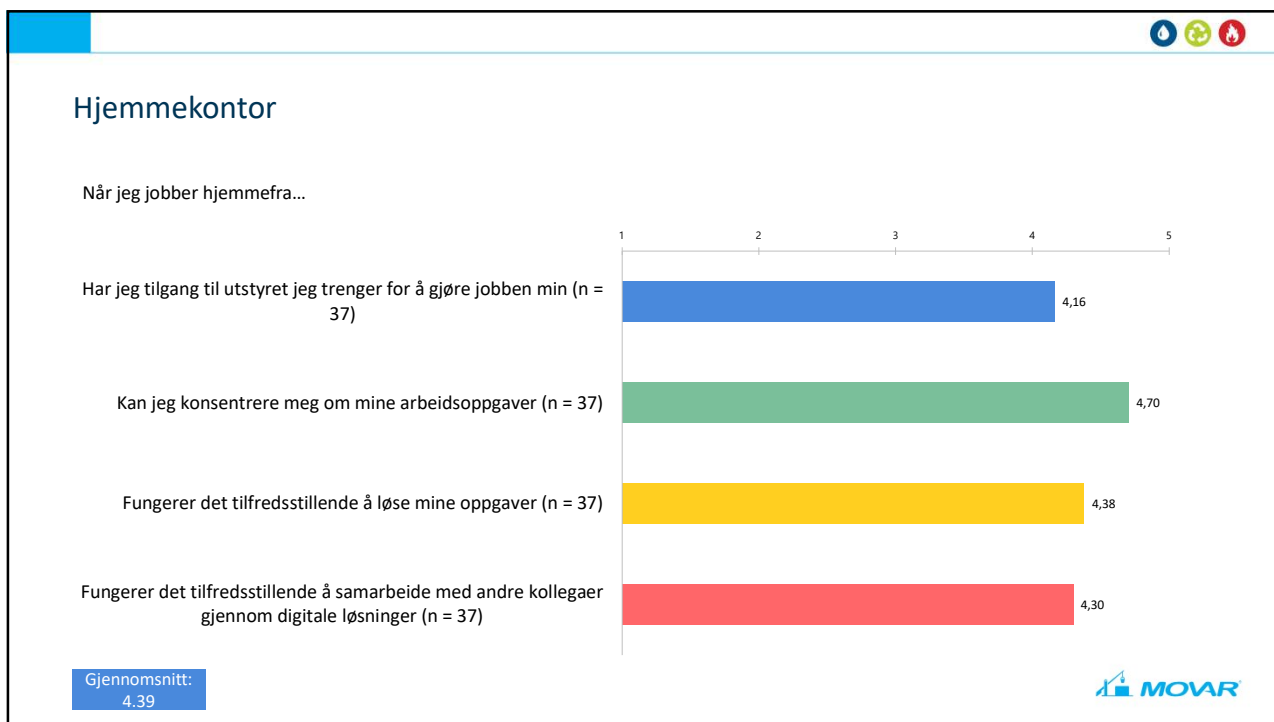 Hjemmekontor
Når jeg jobber hjemmefra...
1 2 3 4 5
Har jeg tilgang til utstyret jeg trenger for å gjøre jobben min (n =
37)
4,16
Kan jeg konsentrere meg om mine arbeidsoppgaver (n = 37)
4,70
Fungerer det tilfredsstillende å løse mine oppgaver (n = 37)
4,38
Fungerer det tilfredsstillende å samarbeide med andre kollegaer
gjennom digitale løsninger (n = 37)
4,30
Gjennomsnitt:
4.39
MOVAR